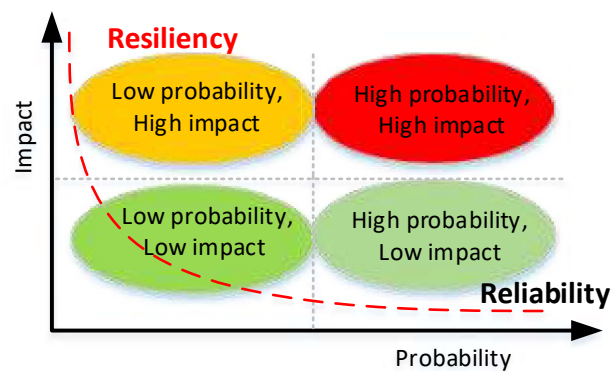 Resiliency
Low probability,
High impact
High probability,
High impact
Impact
Low probability,
Low impact
High probability,
Low impact
Reliability
Probability